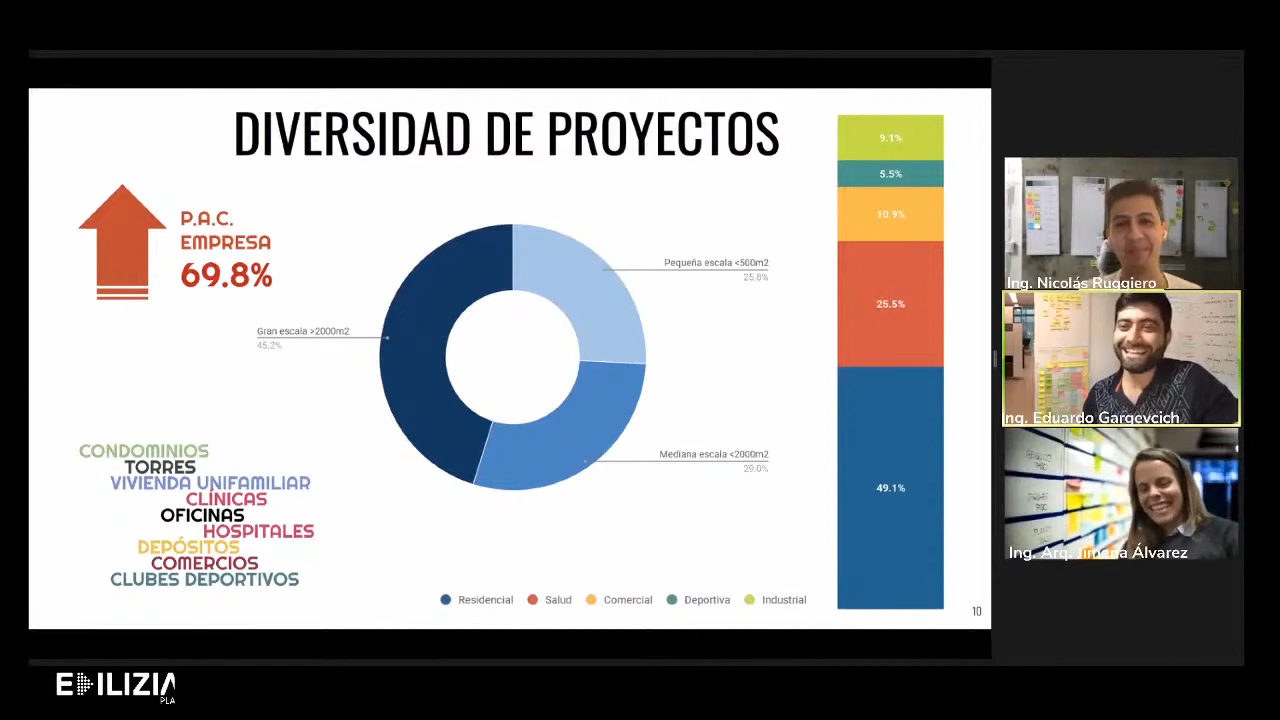 DIVERSIDAD DE PROYECTOS
P.A.C.
EMPRESA
69.8%
Pequeña escala <500m2
25.8%
Gran escala >2000m2
45.2%
Mediana escala <2000m2
29.0%
9.1%
5.5%
10.9%
25.5%
49.1%
CONDOMINIOS
TORRES
VIVIENDA UNIFAMILIAR
CLÍNICAS
OFICINAS
HOSPITALES
DEPÓSITOS
COMERCIOS
CLUBES DEPORTIVOS
Residencial
Salud
Comercial
Deportiva
Industrial
10
Ing. Nicolás Ruggiero
Ing. Eduardo Gargevcich
Ing. Arq. Jimena Álvarez
EDILIZIA
PLA